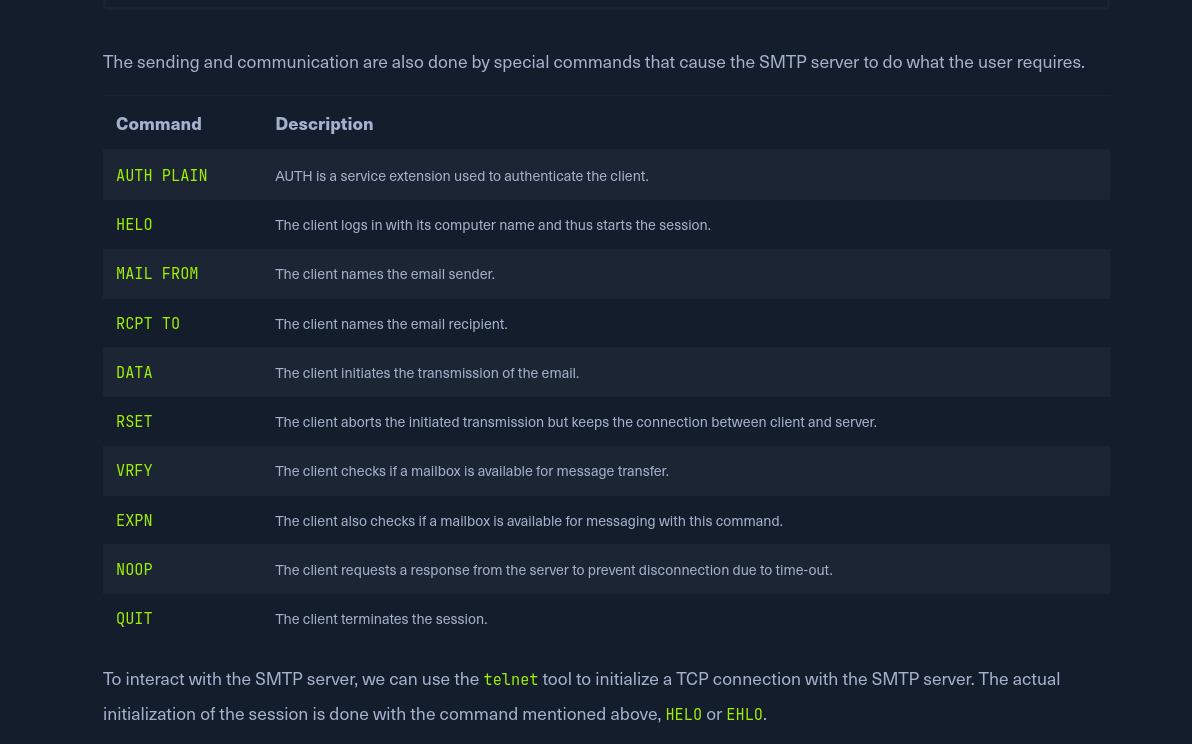 The sending and communication are also done by special commands that cause the SMTP server to do what the user requires.
Command Description
AUTH PLAIN AUTH is a service extension used to authenticate the client.
HELO The client logs in with its computer name and thus starts the session.
MAIL FROM The client names the email sender.
RCPT TO The client names the email recipient.
DATA The client initiates the transmission of the email.
RSET The client aborts the initiated transmission but keeps the connection between client and server.
VRFY The client checks if a mailbox is available for message transfer.
EXPN The client also checks if a mailbox is available for messaging with this command.
NOOP The client requests a response from the server to prevent disconnection due to time-out.
QUIT The client terminates the session.
To interact with the SMTP server, we can use the telnet tool to initialize a TCP connection with the SMTP server. The actual
initialization of the session is done with the command mentioned above, HELO or EHLO.